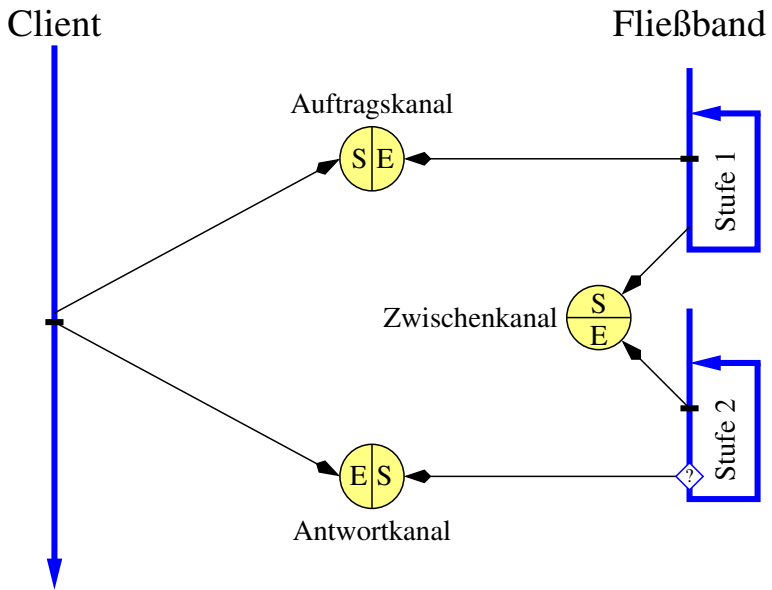 Client
Fließband
Auftragskanal
S E
Stufe 1
Zwischenkanal
S
E
Stufe 2
?
E S
Antwortkanal